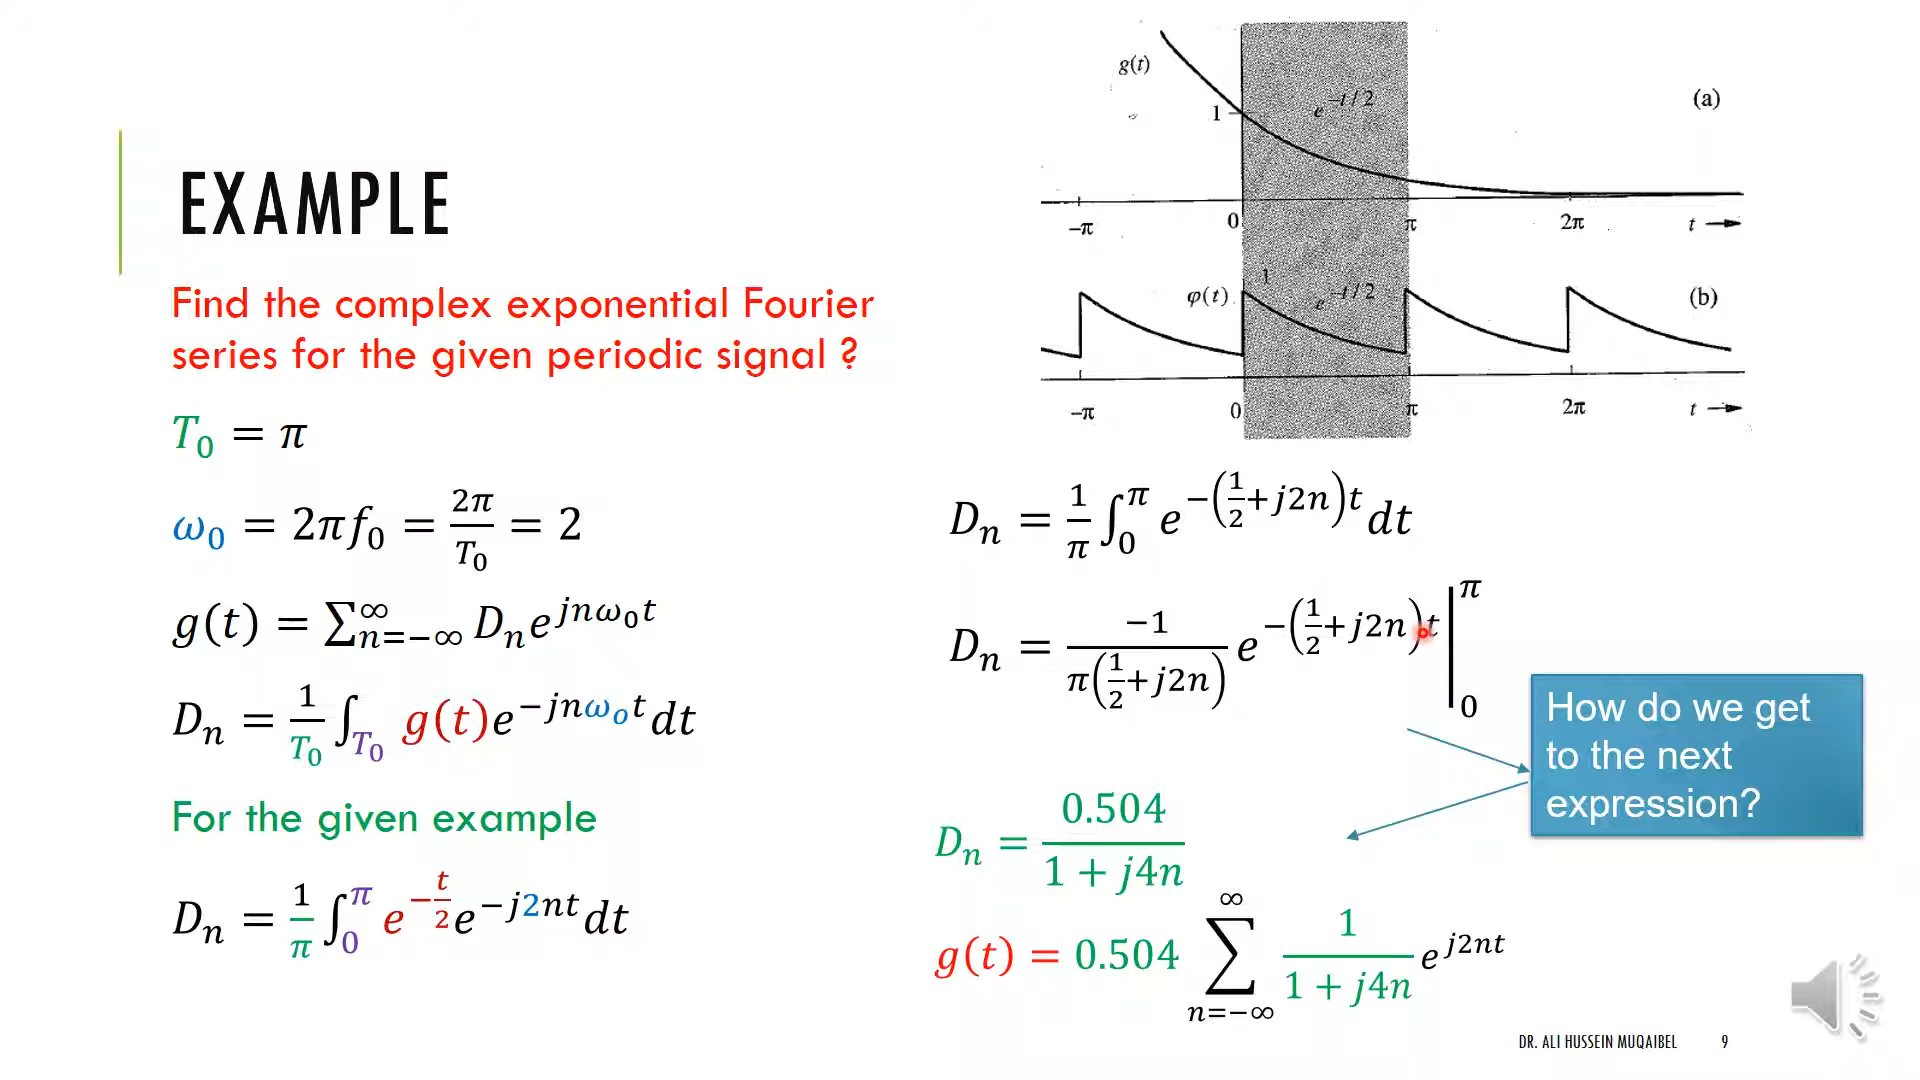 EXAMPLE
Find the complex exponential Fourier
series for the given periodic signal ?
T₀ = π
ω₀ = 2πf₀ = 2π/T₀ = 2
g(t) = ∑_{n=-∞}^{∞} Dₙe^{jnω₀t}
Dₙ = 1/T₀ ∫_{T₀} g(t)e^{-jnω₀t}dt
For the given example
Dₙ = 1/π ∫_0^π e^{-t/2}e^{-j2nt}dt
g(t)
1
e^{-t/2}
(a)
-π
0
π
2π
t
φ(t)
1
e^{-t/2}
(b)
-π
0
π
2π
t
Dₙ = 1/π ∫_0^π e^{-(1/2+j2n)t}dt
Dₙ = -1/(π(1/2+j2n)) e^{-(1/2+j2n)t} |_0^π
How do we get
to the next
expression?
Dₙ = 0.504/(1 + j4n)
g(t) = 0.504 ∑_{n=-∞}^{∞} 1/(1 + j4n) e^{j2nt}
DR. ALI HUSSEIN MUQAIBEL 9